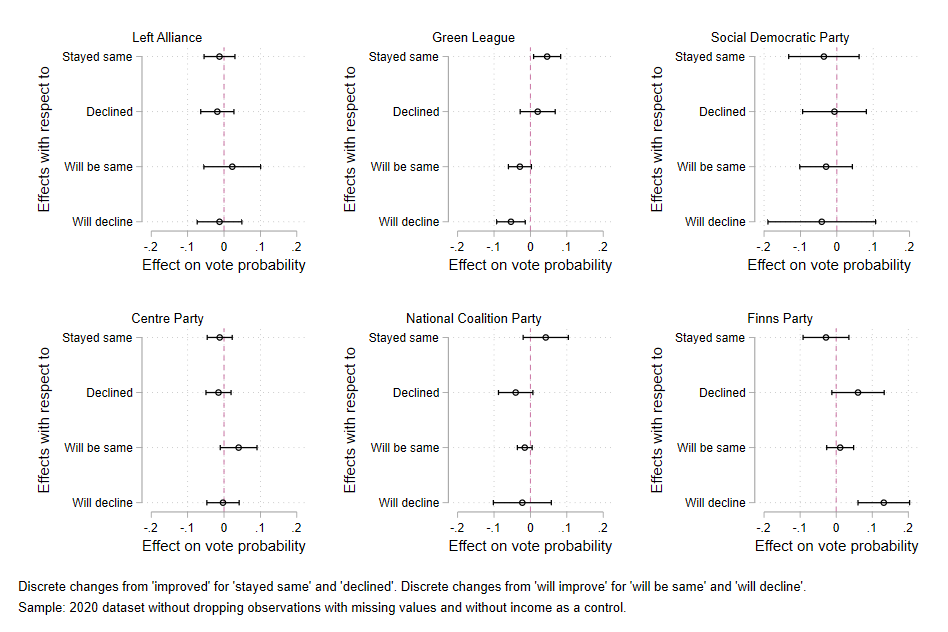 Left Alliance
Effects with respect to
Stayed same
Declined
Will be same
Will decline
-.2 -.1 0 .1 .2
Effect on vote probability
Green League
Effects with respect to
Stayed same
Declined
Will be same
Will decline
-.2 -.1 0 .1 .2
Effect on vote probability
Social Democratic Party
Effects with respect to
Stayed same
Declined
Will be same
Will decline
-.2 -.1 0 .1 .2
Effect on vote probability
Centre Party
Effects with respect to
Stayed same
Declined
Will be same
Will decline
-.2 -.1 0 .1 .2
Effect on vote probability
National Coalition Party
Effects with respect to
Stayed same
Declined
Will be same
Will decline
-.2 -.1 0 .1 .2
Effect on vote probability
Finns Party
Effects with respect to
Stayed same
Declined
Will be same
Will decline
-.2 -.1 0 .1 .2
Effect on vote probability
Discrete changes from 'improved' for 'stayed same' and 'declined'. Discrete changes from 'will improve' for 'will be same' and 'will decline'.
Sample: 2020 dataset without dropping observations with missing values and without income as a control.